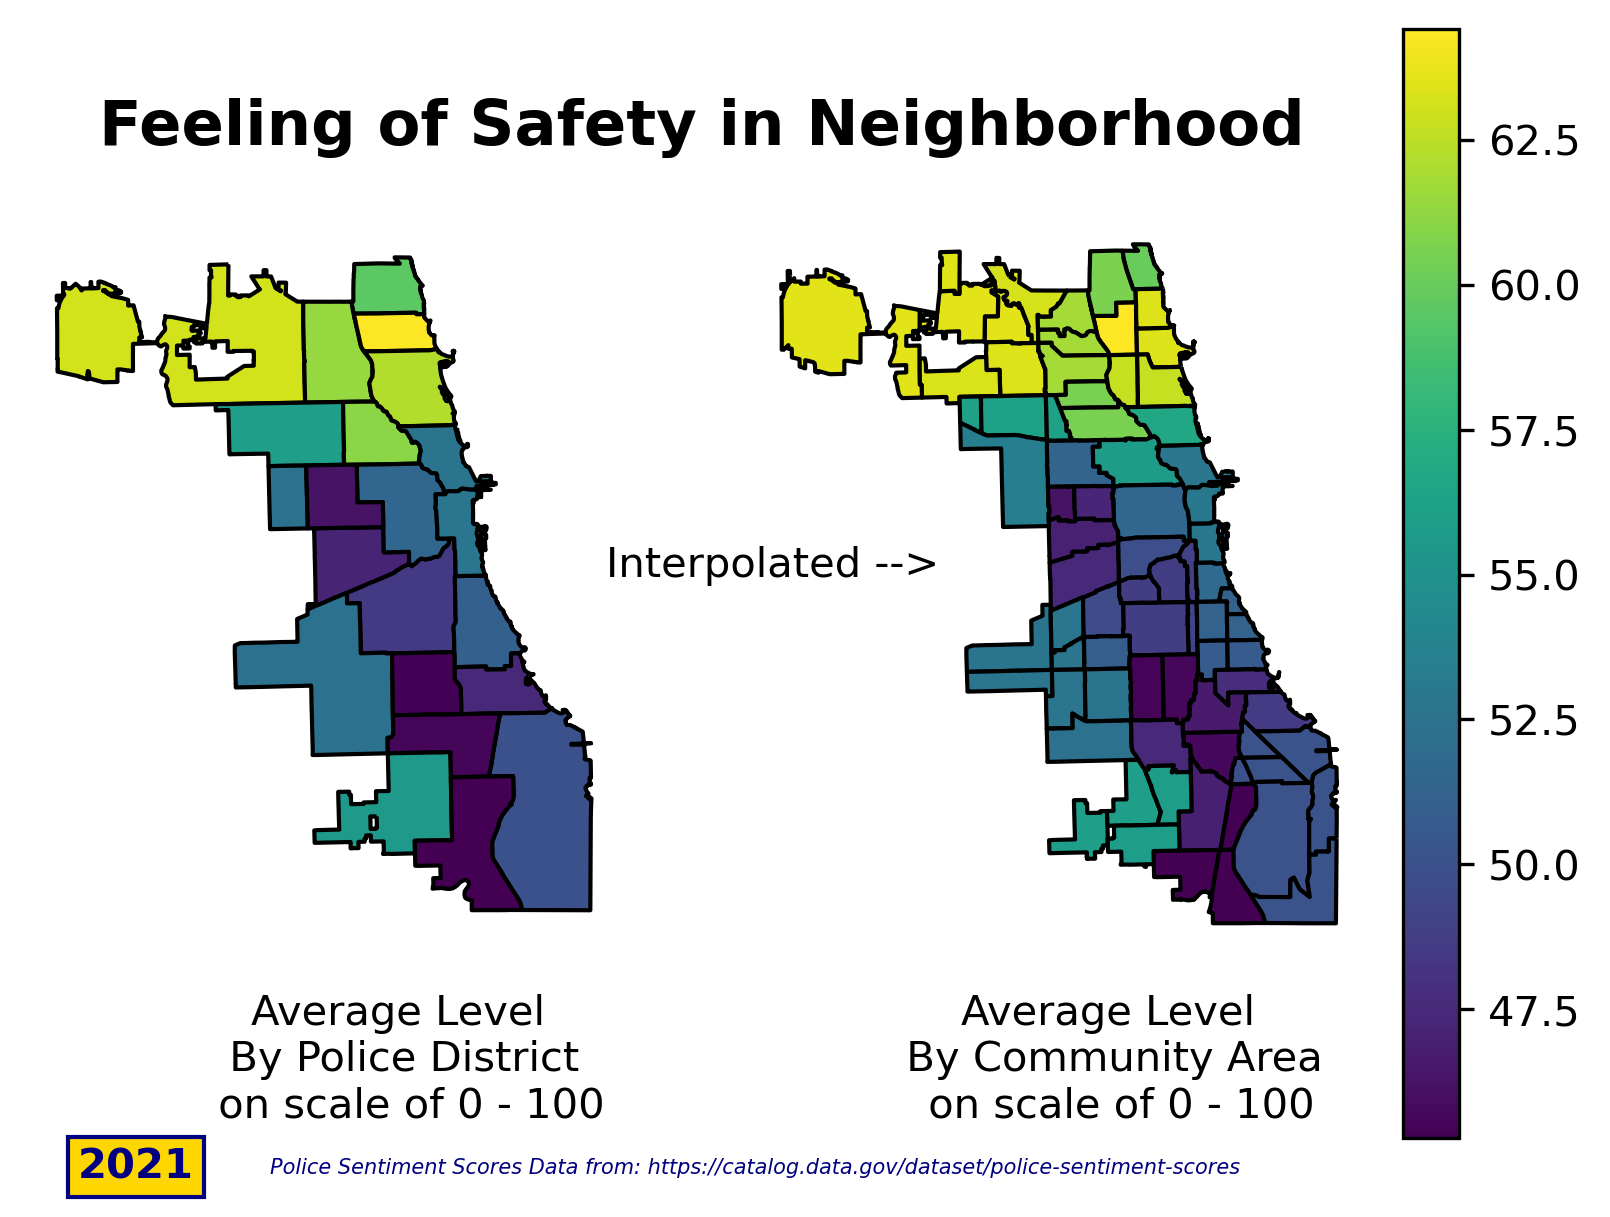 Feeling of Safety in Neighborhood
62.5
60.0
57.5
55.0
52.5
50.0
47.5
Interpolated -->
Average Level
By Police District
on scale of 0 - 100
Average Level
By Community Area
on scale of 0 - 100
2021
Police Sentiment Scores Data from: https://catalog.data.gov/dataset/police-sentiment-scores